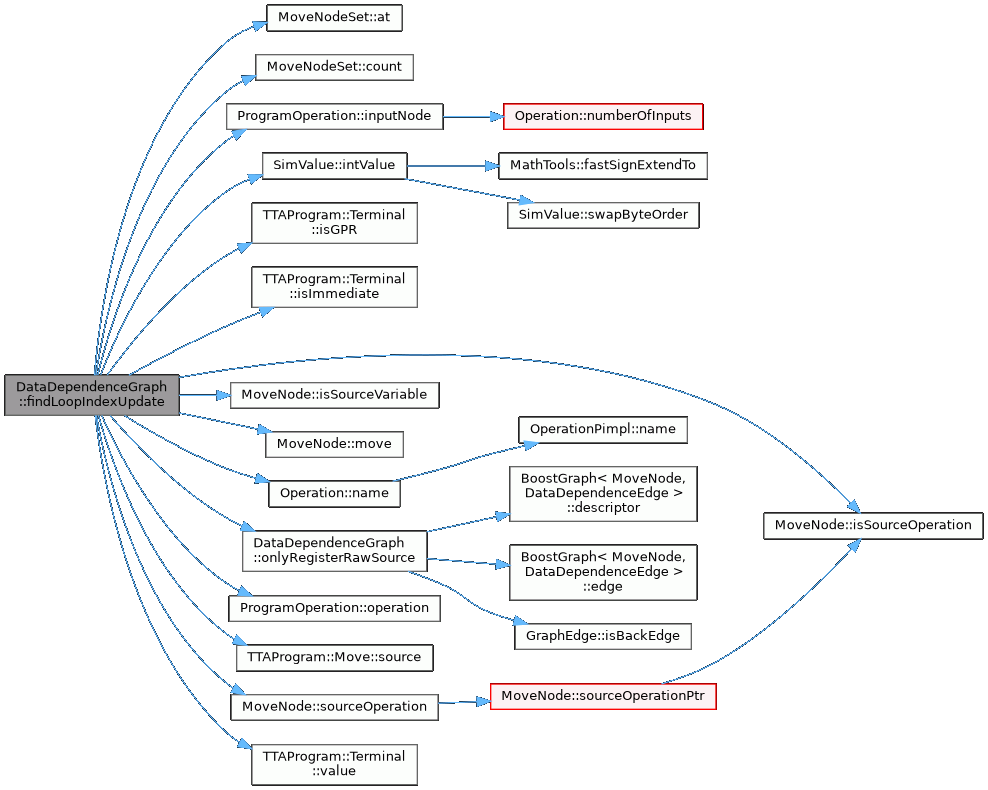 MoveNodeSet::at
MoveNodeSet::count
ProgramOperation::inputNode
Operation::numberOfInputs
SimValue::intValue
MathTools::fastSignExtendTo
SimValue::swapByteOrder
TTAProgram::Terminal
::isGPR
TTAProgram::Terminal
::isImmediate
DataDependenceGraph
::findLoopIndexUpdate
MoveNode::isSourceVariable
MoveNode::move
OperationPimpl::name
Operation::name
BoostGraph< MoveNode,
DataDependenceEdge >
::descriptor
MoveNode::isSourceOperation
DataDependenceGraph
::onlyRegisterRawSource
BoostGraph< MoveNode,
DataDependenceEdge >
::edge
ProgramOperation::operation
GraphEdge::isBackEdge
TTAProgram::Move::source
MoveNode::sourceOperation
MoveNode::sourceOperationPtr
TTAProgram::Terminal
::value